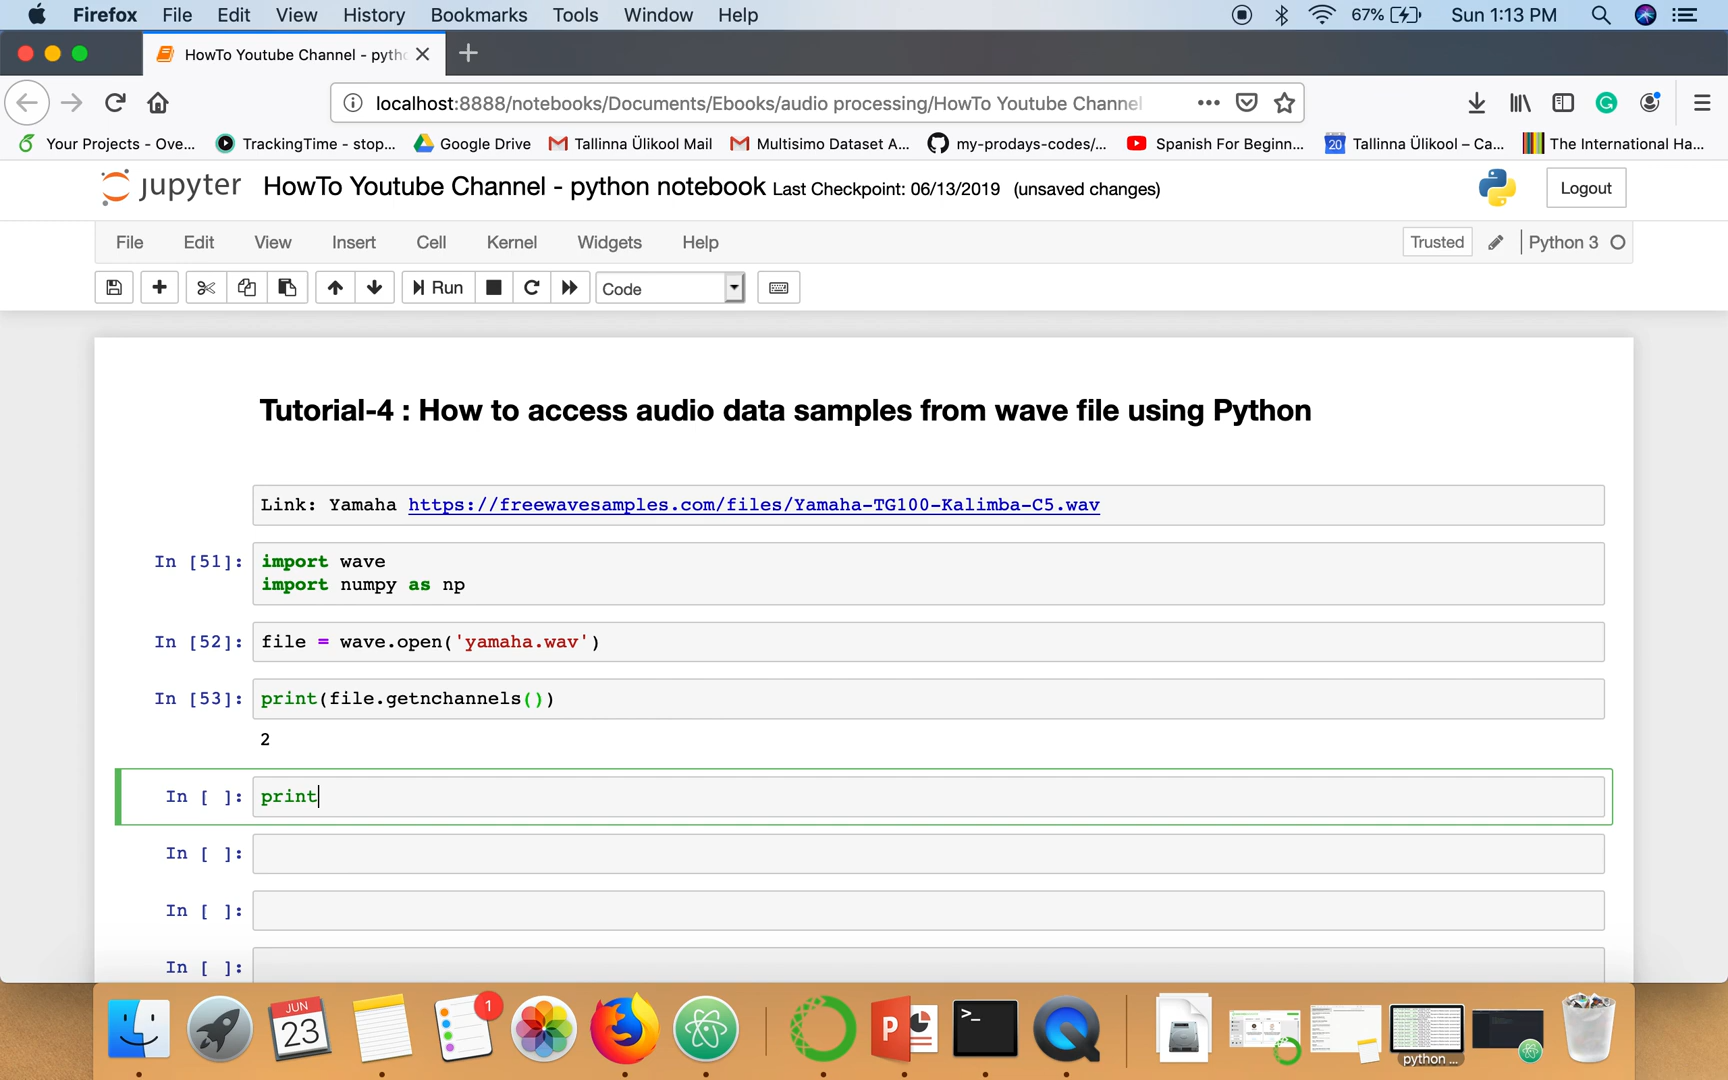 Firefox File Edit View History Bookmarks Tools Window Help 67% Sun 1:13 PM
HowTo Youtube Channel - pytho
localhost:8888/notebooks/Documents/Ebooks/audio processing/HowTo Youtube Channel
Your Projects - Ove... TrackingTime - stop... Google Drive Tallinna Ülikool Mail Multisimo Dataset A... my-prodays-codes/... Spanish For Beginn... 20 Tallinna Ülikool – Ca... The International Ha...
jupyter HowTo Youtube Channel - python notebook Last Checkpoint: 06/13/2019 (unsaved changes) Logout
File Edit View Insert Cell Kernel Widgets Help Trusted Python 3
Run Code
Tutorial-4 : How to access audio data samples from wave file using Python
Link: Yamaha https://freewavesamples.com/files/Yamaha-TG100-Kalimba-C5.wav
In [51]: import wave
import numpy as np
In [52]: file = wave.open('yamaha.wav')
In [53]: print(file.getnchannels())
2
In [ ]: print
In [ ]:
In [ ]:
In [ ]:
JUN
23
1
P
>_
python ...